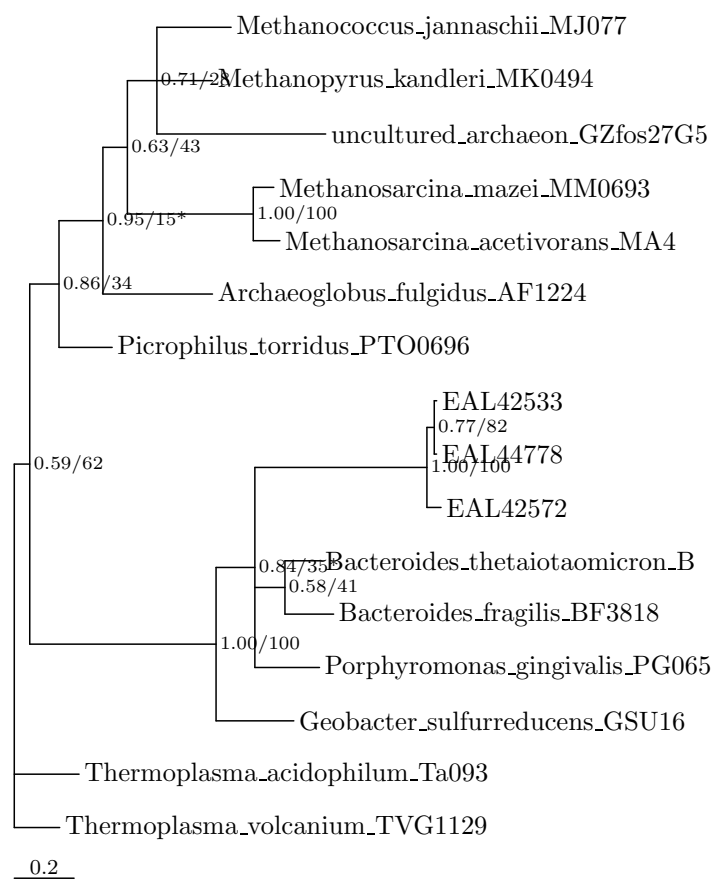 Methanococcus_jannaschii_MJ077
0.71/28
Methanopyrus_kandleri_MK0494
uncultured_archaeon_GZfos27G5
0.63/43
Methanosarcina_mazei_MM0693
1.00/100
0.95/15*
Methanosarcina_acetivorans_MA4
0.86/34
Archaeoglobus_fulgidus_AF1224
Picrophilus_torridus_PTO0696
EAL42533
0.77/82
EAL44778
0.59/62
1.00/100
EAL42572
Bacteroides_thetaiotaomicron_B
0.84/35*
0.58/41
Bacteroides_fragilis_BF3818
1.00/100
Porphyromonas_gingivalis_PG065
Geobacter_sulfurreducens_GSU16
Thermoplasma_acidophilum_Ta093
Thermoplasma_volcanium_TVG1129
0.2